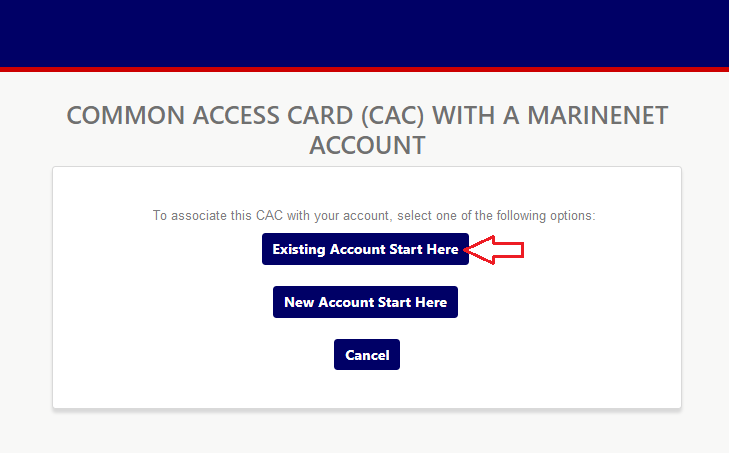 COMMON ACCESS CARD (CAC) WITH A MARINENET
ACCOUNT
To associate this CAC with your account, select one of the following options:
Existing Account Start Here
New Account Start Here
Cancel